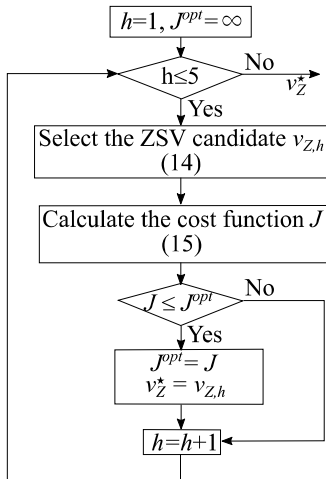 h=1, J^opt=∞
h≤5
No
v_Z^★
Yes
Select the ZSV candidate v_Z,h
(14)
Calculate the cost function J
(15)
J ≤ J^opt
No
Yes
J^opt= J
v_Z^★ = v_Z,h
h=h+1